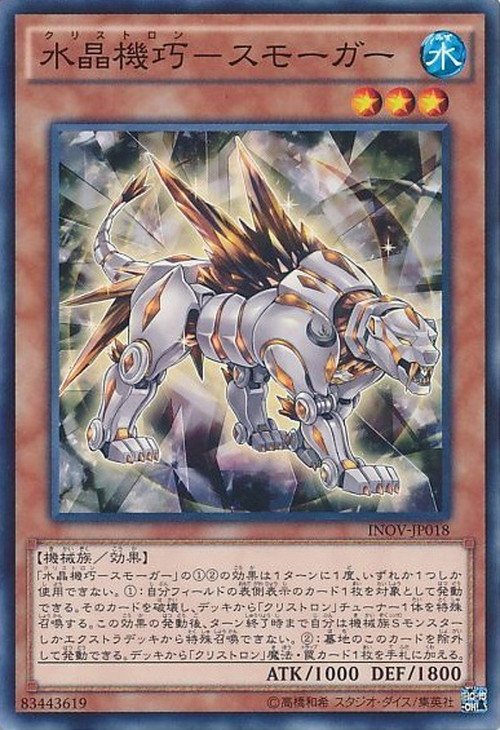 クリストロン
水晶機巧－スモーガー
水
INOV-JP018
【機械族／効果】
「水晶機巧－スモーガー」の①②の効果は1ターンに1度、いずれか1つしか
使用できない。①：自分フィールドの表側表示のカード1枚を対象として発動
できる。そのカードを破壊し、デッキから「クリストロン」チューナー1体を特殊
召喚する。この効果の発動後、ターン終了時まで自分は機械族Sモンスター
しかエクストラデッキから特殊召喚できない。②：墓地のこのカードを除外
して発動できる。デッキから「クリストロン」魔法・罠カード1枚を手札に加える。
ATK/1000 DEF/1800
83443619
©高橋和希 スタジオ・ダイス/集英社